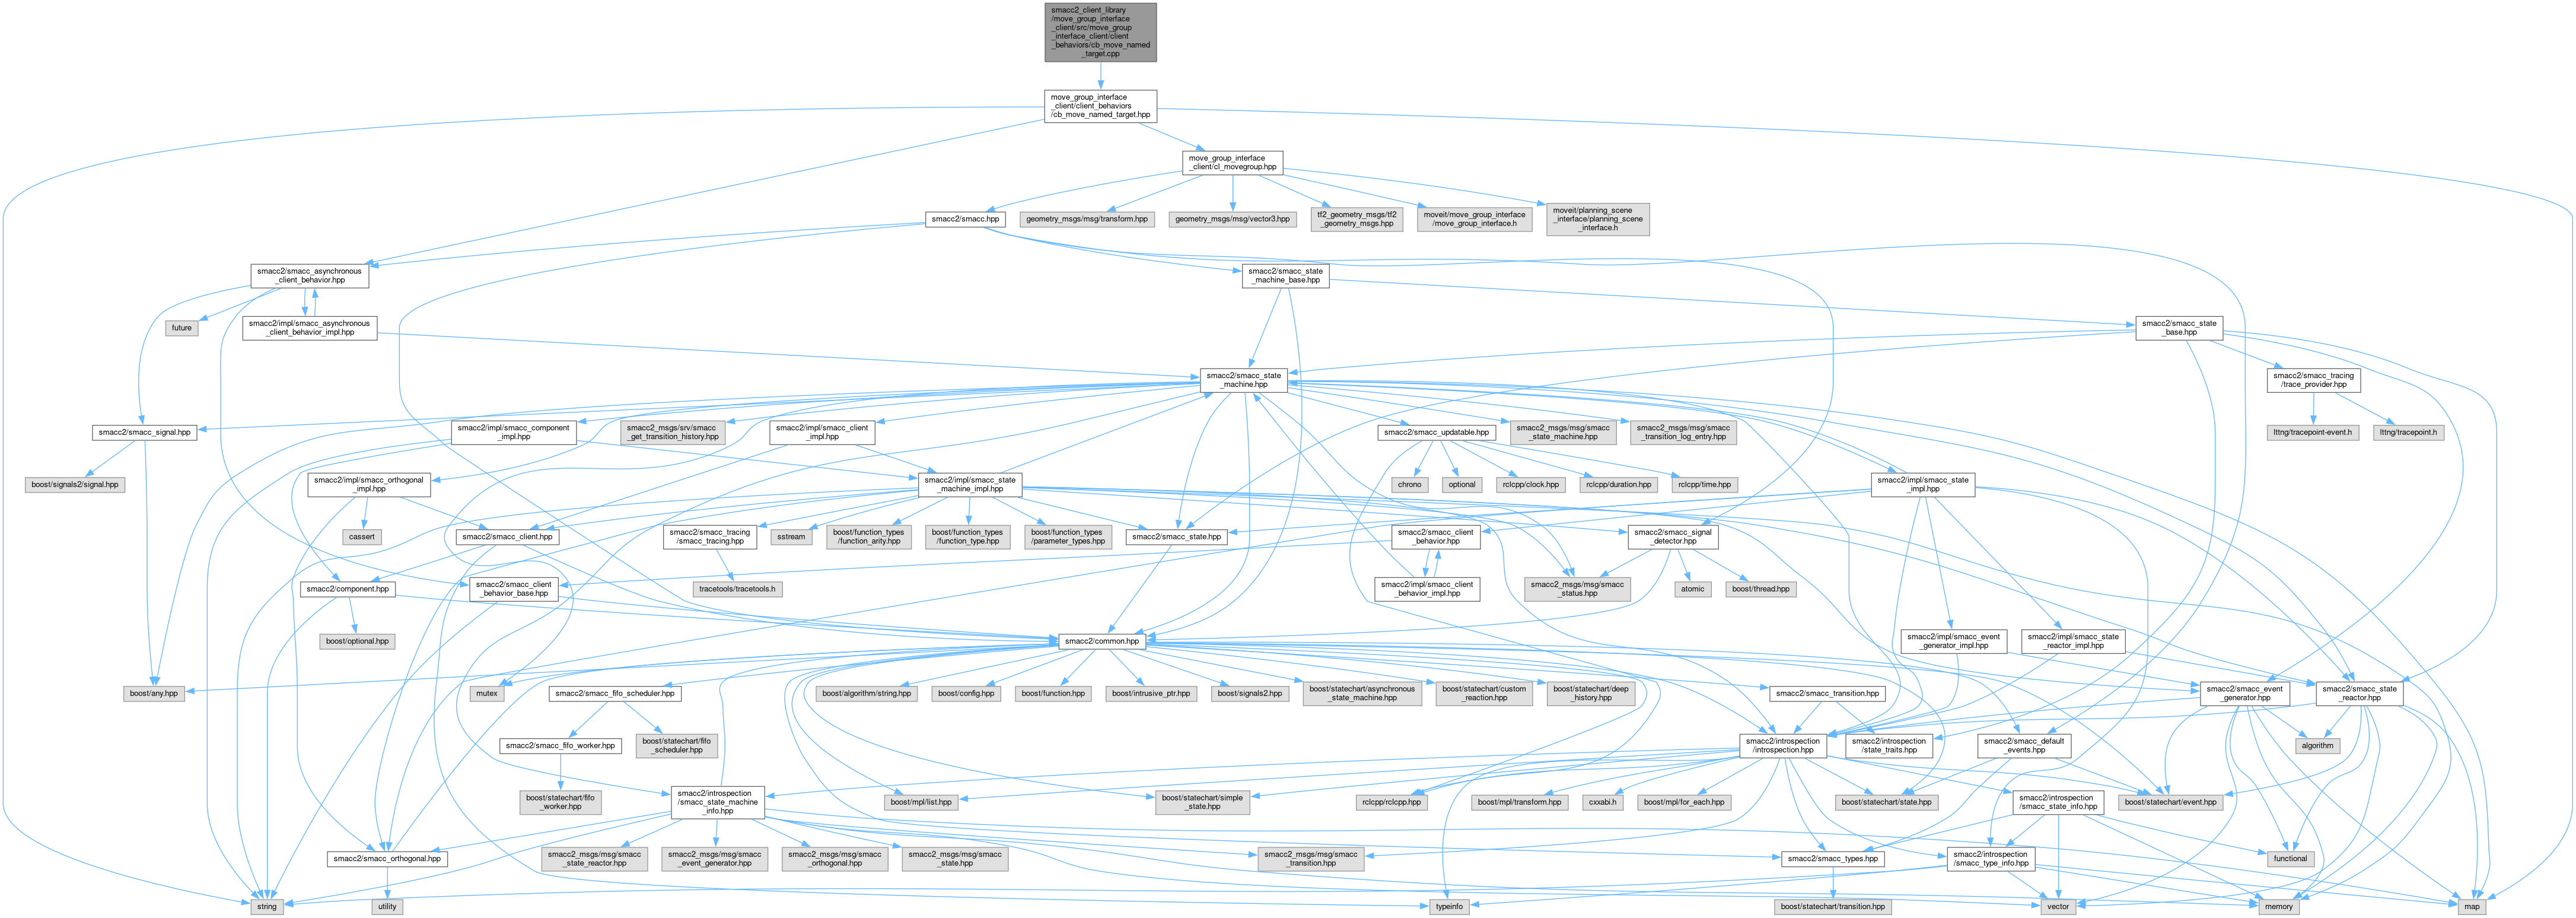 smacc2_client_library
/move_group_interface
_client/src/move_group
_interface_client/client
_behaviors/cb_move_named
_target.cpp
move_group_interface
_client/client_behaviors
/cb_move_named_target.hpp
move_group_interface
_client/cl_movegroup.hpp
smacc2/smacc.hpp
geometry_msgs/msg/transform.hpp
geometry_msgs/msg/vector3.hpp
tf2_geometry_msgs/tf2
_geometry_msgs.hpp
moveit/move_group_interface
/move_group_interface.h
moveit/planning_scene
_interface/planning_scene
_interface.h
smacc2/smacc_asynchronous
_client_behavior.hpp
smacc2/smacc_state
_machine_base.hpp
future
smacc2/impl/smacc_asynchronous
_client_behavior_impl.hpp
smacc2/smacc_state
_base.hpp
smacc2/smacc_state
_machine.hpp
smacc2/smacc_tracing
/trace_provider.hpp
smacc2/smacc_signal.hpp
smacc2/impl/smacc_component
_impl.hpp
smacc2_msgs/srv/smacc
_get_transition_history.hpp
smacc2/impl/smacc_client
_impl.hpp
smacc2/smacc_updatable.hpp
smacc2_msgs/msg/smacc
_state_machine.hpp
smacc2_msgs/msg/smacc
_transition_log_entry.hpp
lttng/tracepoint-event.h
lttng/tracepoint.h
boost/signals2/signal.hpp
smacc2/impl/smacc_orthogonal
_impl.hpp
smacc2/impl/smacc_state
_machine_impl.hpp
chrono
optional
rclcpp/clock.hpp
rclcpp/duration.hpp
rclcpp/time.hpp
smacc2/impl/smacc_state
_impl.hpp
cassert
smacc2/smacc_client.hpp
smacc2/smacc_tracing
/smacc_tracing.hpp
sstream
boost/function_types
/function_arity.hpp
boost/function_types
/function_type.hpp
boost/function_types
/parameter_types.hpp
smacc2/smacc_state.hpp
smacc2/smacc_client
_behavior.hpp
smacc2/smacc_signal
_detector.hpp
smacc2/component.hpp
smacc2/smacc_client
_behavior_base.hpp
tracetools/tracetools.h
smacc2/impl/smacc_client
_behavior_impl.hpp
smacc2_msgs/msg/smacc
_status.hpp
atomic
boost/thread.hpp
boost/optional.hpp
smacc2/common.hpp
smacc2/impl/smacc_event
_generator_impl.hpp
smacc2/impl/smacc_state
_reactor_impl.hpp
boost/any.hpp
mutex
smacc2/smacc_fifo_scheduler.hpp
boost/algorithm/string.hpp
boost/config.hpp
boost/function.hpp
boost/intrusive_ptr.hpp
boost/signals2.hpp
boost/statechart/asynchronous
_state_machine.hpp
boost/statechart/custom
_reaction.hpp
boost/statechart/deep
_history.hpp
smacc2/smacc_transition.hpp
smacc2/smacc_event
_generator.hpp
smacc2/smacc_state
_reactor.hpp
smacc2/smacc_fifo_worker.hpp
boost/statechart/fifo
_scheduler.hpp
smacc2/introspection
/introspection.hpp
smacc2/introspection
/state_traits.hpp
smacc2/smacc_default
_events.hpp
algorithm
boost/statechart/fifo
_worker.hpp
smacc2/introspection
/smacc_state_machine
_info.hpp
boost/mpl/list.hpp
boost/statechart/simple
_state.hpp
rclcpp/rclcpp.hpp
boost/mpl/transform.hpp
cxxabi.h
boost/mpl/for_each.hpp
boost/statechart/state.hpp
smacc2/introspection
/smacc_state_info.hpp
boost/statechart/event.hpp
smacc2/smacc_orthogonal.hpp
smacc2_msgs/msg/smacc
_state_reactor.hpp
smacc2_msgs/msg/smacc
_event_generator.hpp
smacc2_msgs/msg/smacc
_orthogonal.hpp
smacc2_msgs/msg/smacc
_state.hpp
smacc2_msgs/msg/smacc
_transition.hpp
smacc2/smacc_types.hpp
smacc2/introspection
/smacc_type_info.hpp
functional
string
utility
typeinfo
boost/statechart/transition.hpp
vector
memory
map